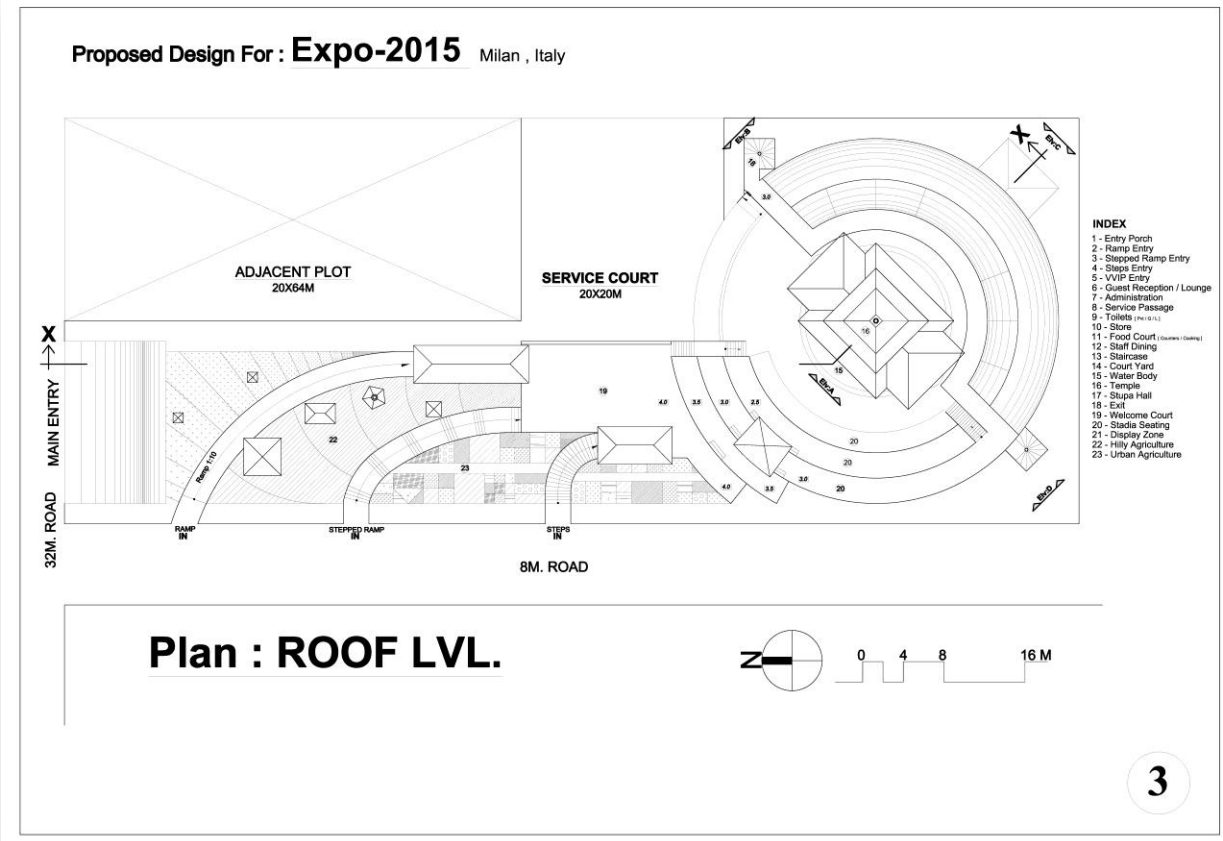 Proposed Design For : Expo-2015 Milan , Italy
Elv:B
X
Elv:C
18
3.0
ADJACENT PLOT
20X64M
SERVICE COURT
20X20M
16
15
Elv:A
INDEX
1 - Entry Porch
2 - Ramp Entry
3 - Stepped Ramp Entry
4 - Steps Entry
5 - VVIP Entry
6 - Guest Reception / Lounge
7 - Administration
8 - Service Passage
9 - Toilets
10 - Store
11 - Food Court [ Counters / Cooking ]
12 - Staff Dining
13 - Staircase
14 - Court Yard
15 - Water Body
16 - Temple
17 - Stupa Hall
18 - Exit
19 - Welcome Court
20 - Stadia Seating
21 - Display Zone
22 - Hilly Agriculture
23 - Urban Agriculture
X
MAIN ENTRY
32M. ROAD
Ramp 1:10
22
19
23
4.0
3.5
3.0
2.5
20
20
20
4.0
3.5
3.0
Elv:D
RAMP
IN
STEPPED RAMP
IN
STEPS
IN
8M. ROAD
Plan : ROOF LVL.
N
0 4 8 16 M
3